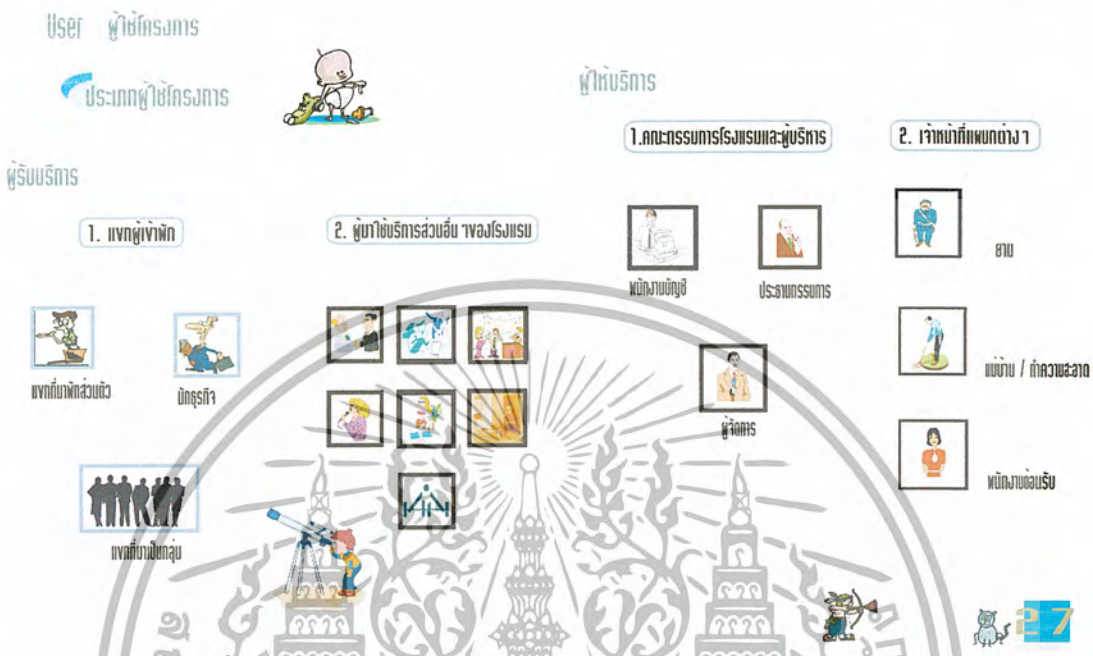 User ผู้ใช้โครงการ
ประเภทผู้ใช้โครงการ
ผู้รับบริการ
1. แขกผู้เข้าพัก
แขกที่มาพักส่วนตัว
นักธุรกิจ
แขกที่มาเป็นกลุ่ม
2. ผู้มาใช้บริการส่วนอื่น ๆของโรงแรม
ผู้ให้บริการ
1.คณะกรรมการโรงแรมและผู้บริหาร
พนักงานบัญชี
ประธานกรรมการ
ผู้จัดการ
2. เจ้าหน้าที่แผนกต่าง ๆ
ยาม
แม่บ้าน / ทำความสะอาด
พนักงานต้อนรับ
27